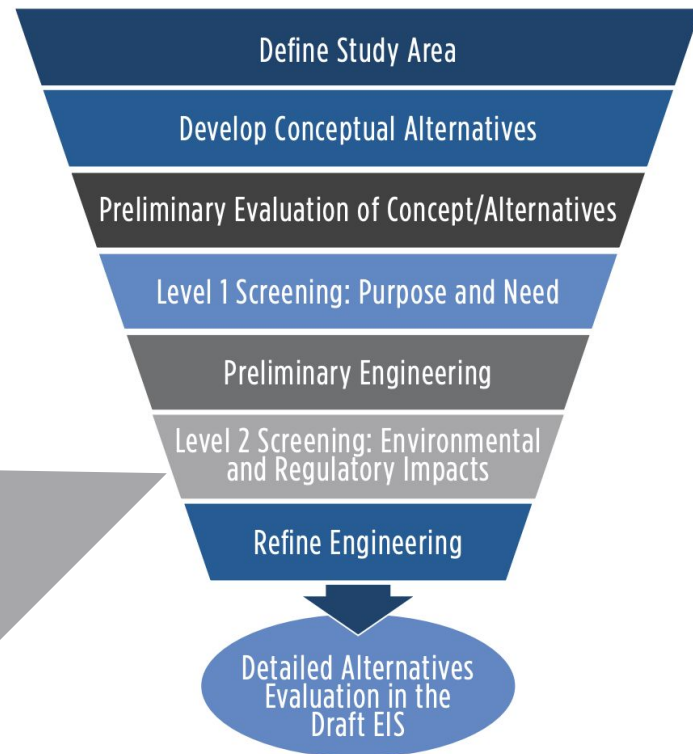 Define Study Area
Develop Conceptual Alternatives
Preliminary Evaluation of Concept/Alternatives
Level 1 Screening: Purpose and Need
Preliminary Engineering
Level 2 Screening: Environmental
and Regulatory Impacts
Refine Engineering
Detailed Alternatives
Evaluation in the
Draft EIS